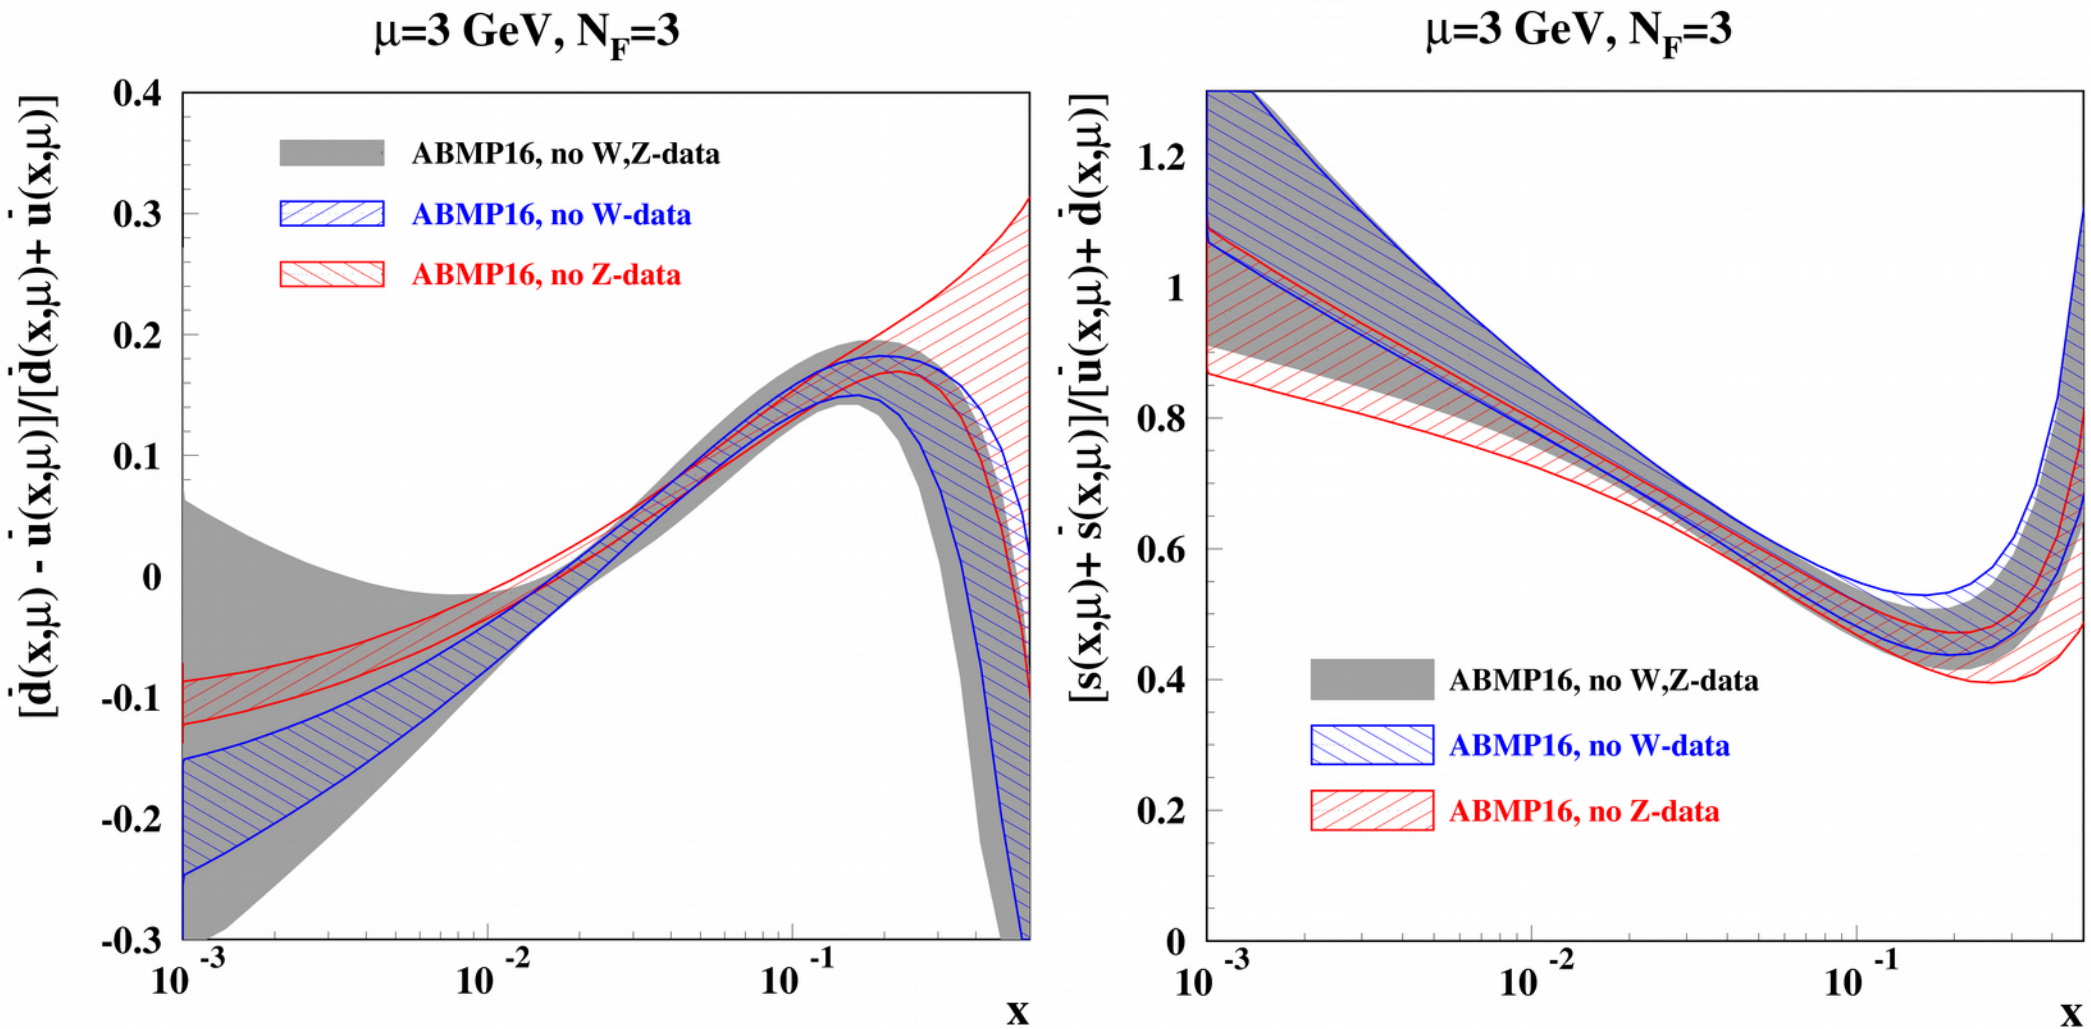 μ=3 GeV, N_F=3
[d̄(x,μ) - ū(x,μ)]/[d̄(x,μ)+ ū(x,μ)]
0.4
0.3
0.2
0.1
0
-0.1
-0.2
-0.3
ABMP16, no W,Z-data
ABMP16, no W-data
ABMP16, no Z-data
10^-3
10^-2
10^-1
x
μ=3 GeV, N_F=3
[s(x,μ)+ s̄(x,μ)]/[ū(x,μ)+ d̄(x,μ)]
1.2
1
0.8
0.6
0.4
0.2
0
ABMP16, no W,Z-data
ABMP16, no W-data
ABMP16, no Z-data
10^-3
10^-2
10^-1
x